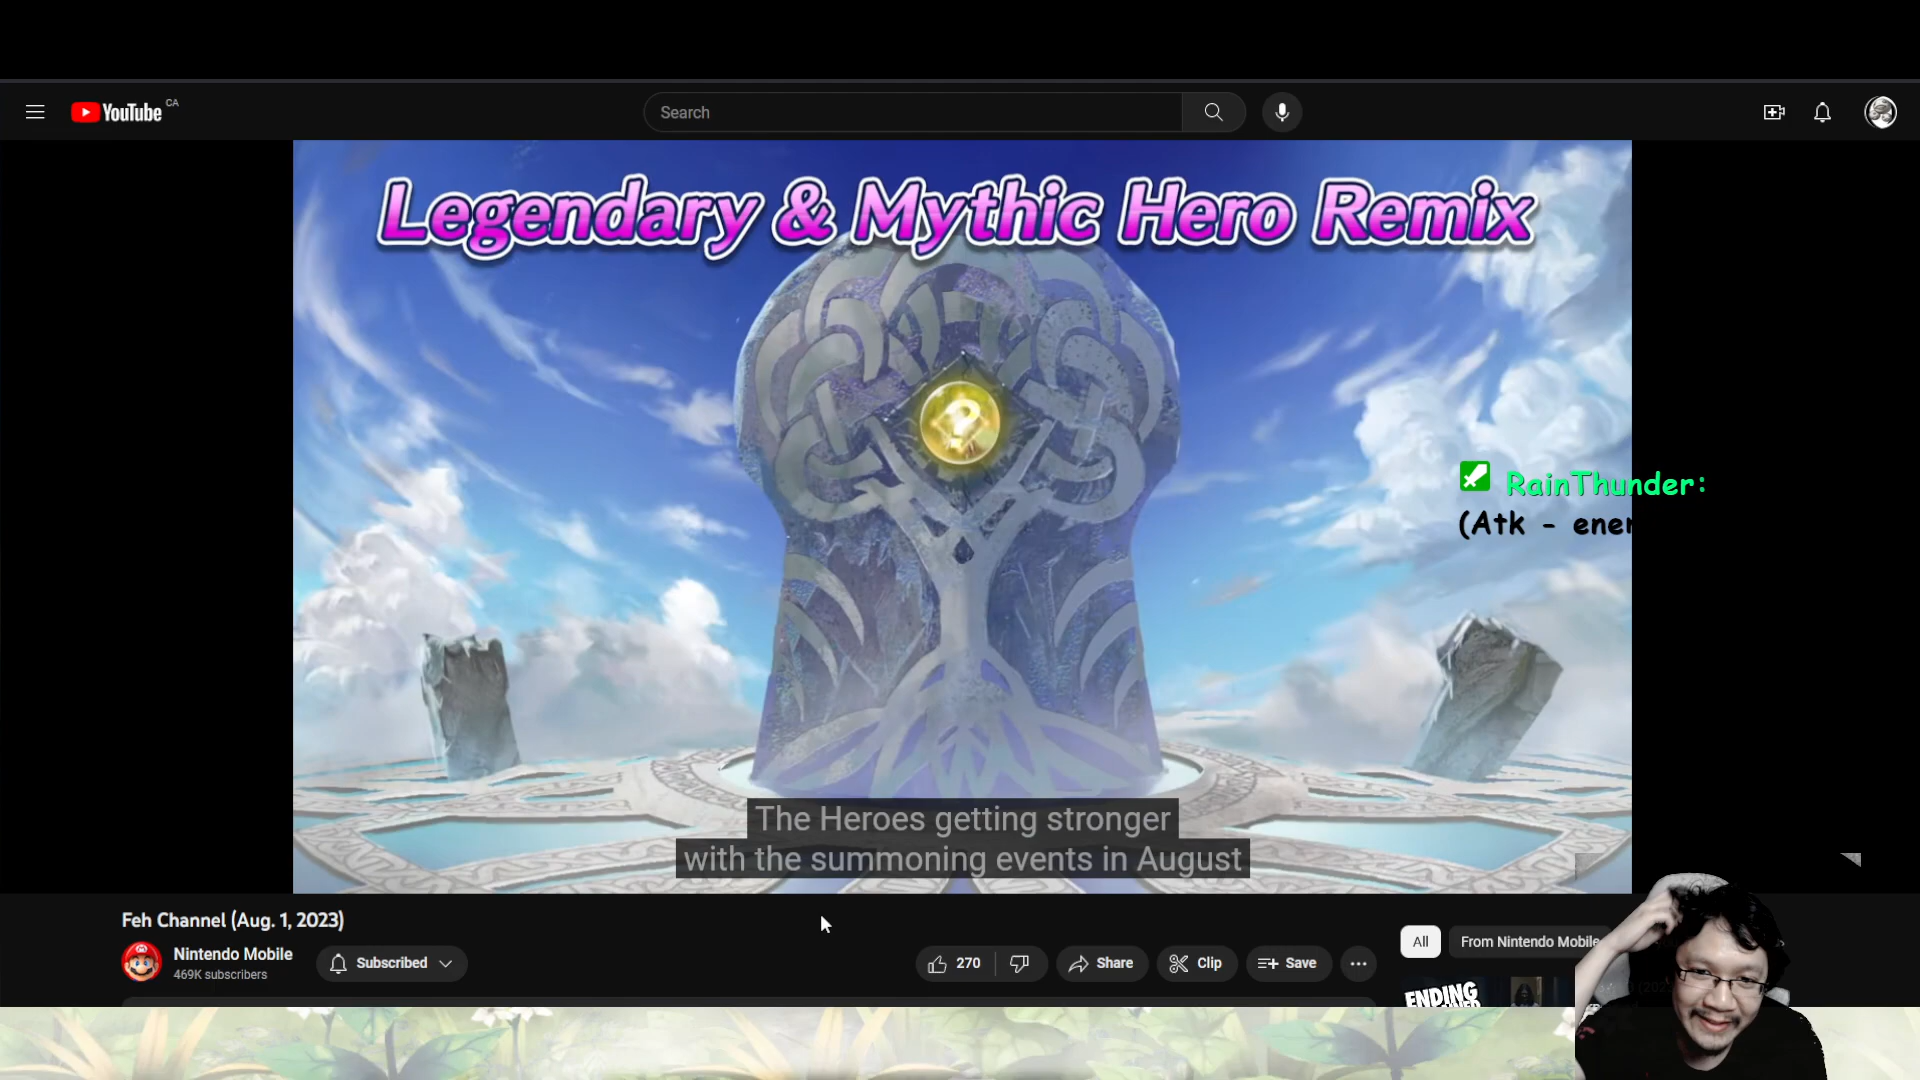 YouTube CA
Search
Legendary & Mythic Hero Remix
?
RainThunder:
(Atk - ener
The Heroes getting stronger
with the summoning events in August
Feh Channel (Aug. 1, 2023)
Nintendo Mobile
469K subscribers
Subscribed
270
Share
Clip
Save
All
From Nintendo Mobile
ENDING